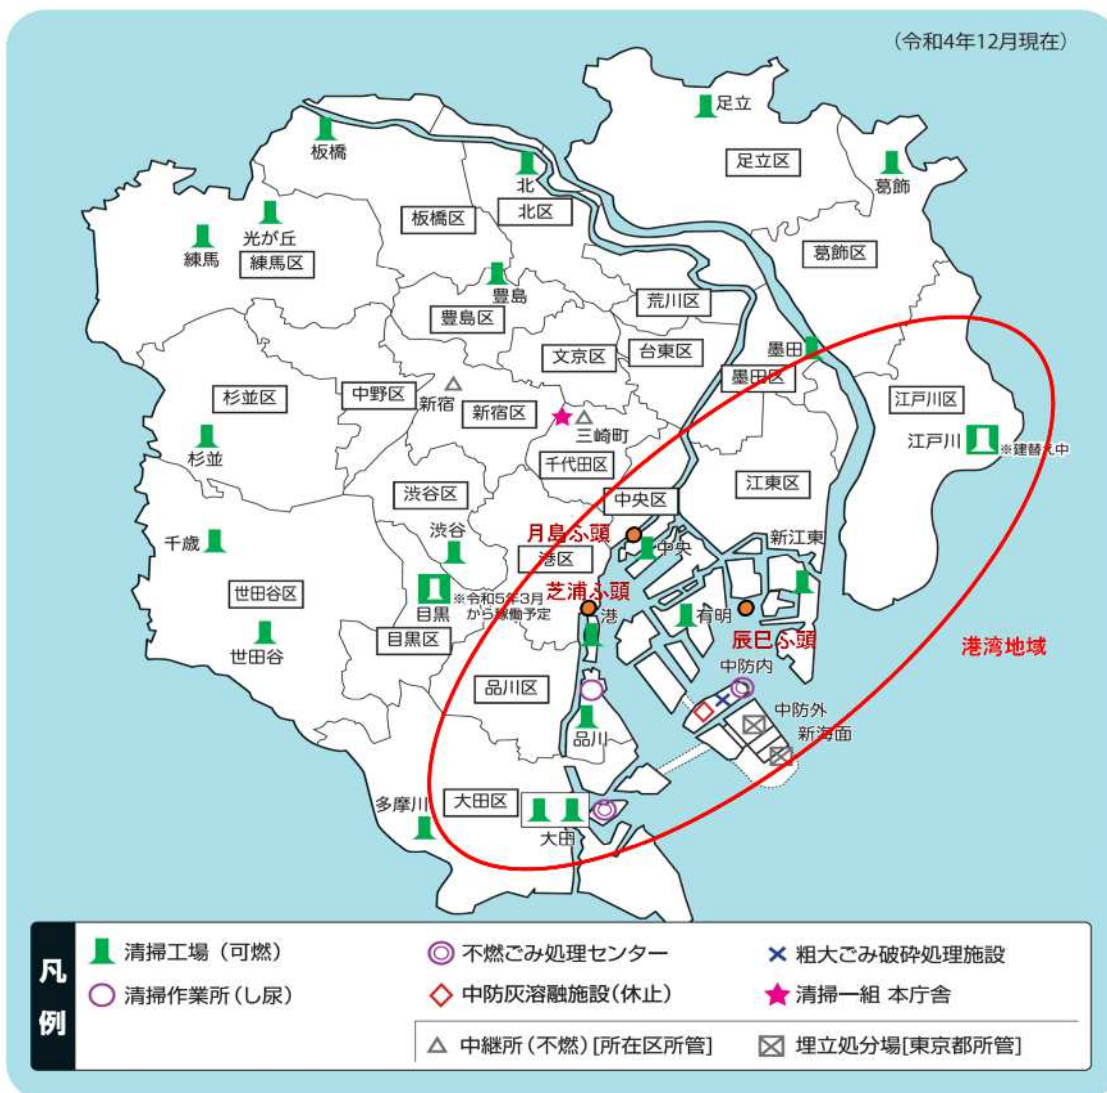 (令和4年12月現在)
足立
板橋
足立区
北
葛飾
板橋区
北区
光が丘
練馬
練馬区
葛飾区
豊島
豊島区
荒川区
文京区
台東区
墨田
墨田区
杉並区
中野区
新宿
新宿区
江戸川区
三崎町
江戸川
※建替え中
杉並
千代田区
渋谷区
中央区
江東区
渋谷
月島ふ頭
中央
新江東
千歳
港区
世田谷区
芝浦ふ頭
目黒
※令和5年3月
から稼働予定
港
有明
世田谷
目黒区
辰巳ふ頭
港湾地域
中防内
品川区
中防外
新海面
品川
多摩川
大田区
大田
凡例
清掃工場(可燃)
不燃ごみ処理センター
粗大ごみ破砕処理施設
清掃作業所(し尿)
中防灰溶融施設(休止)
清掃一組 本庁舎
中継所(不燃)[所在区所管]
埋立処分場[東京都所管]